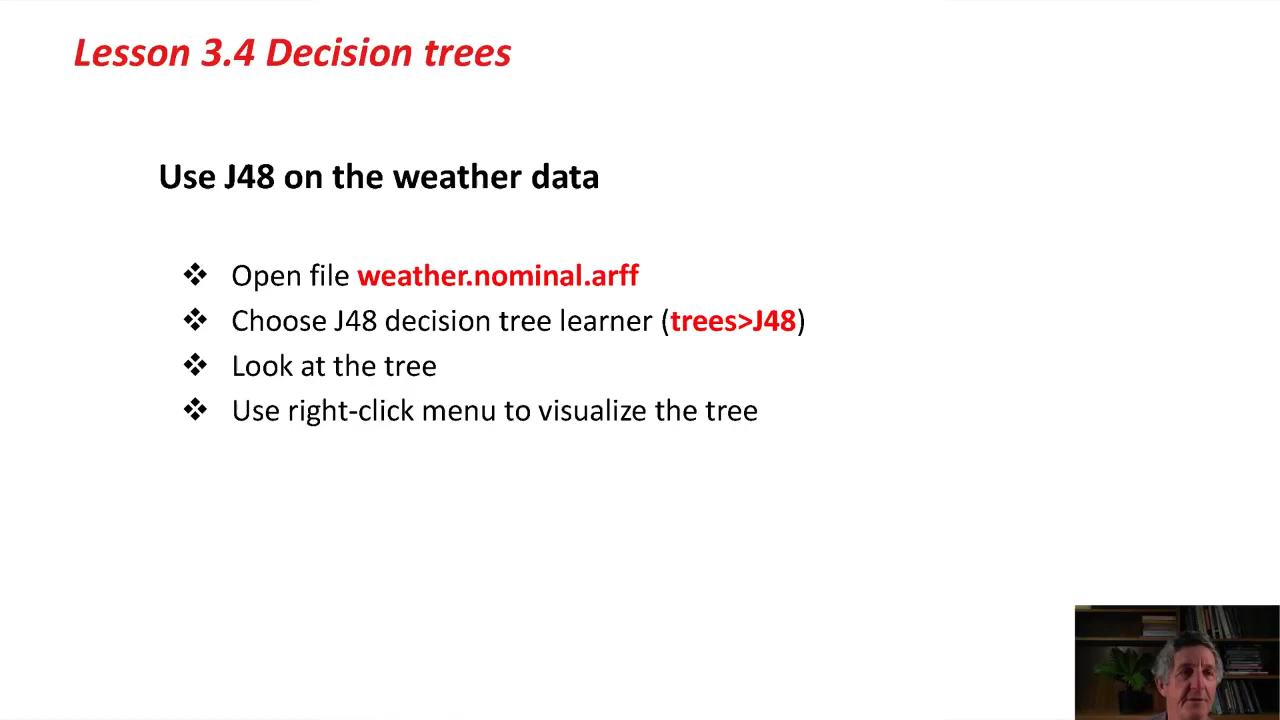 Lesson 3.4 Decision trees
Use J48 on the weather data
❖ Open file weather.nominal.arff
❖ Choose J48 decision tree learner (trees>J48)
❖ Look at the tree
❖ Use right-click menu to visualize the tree